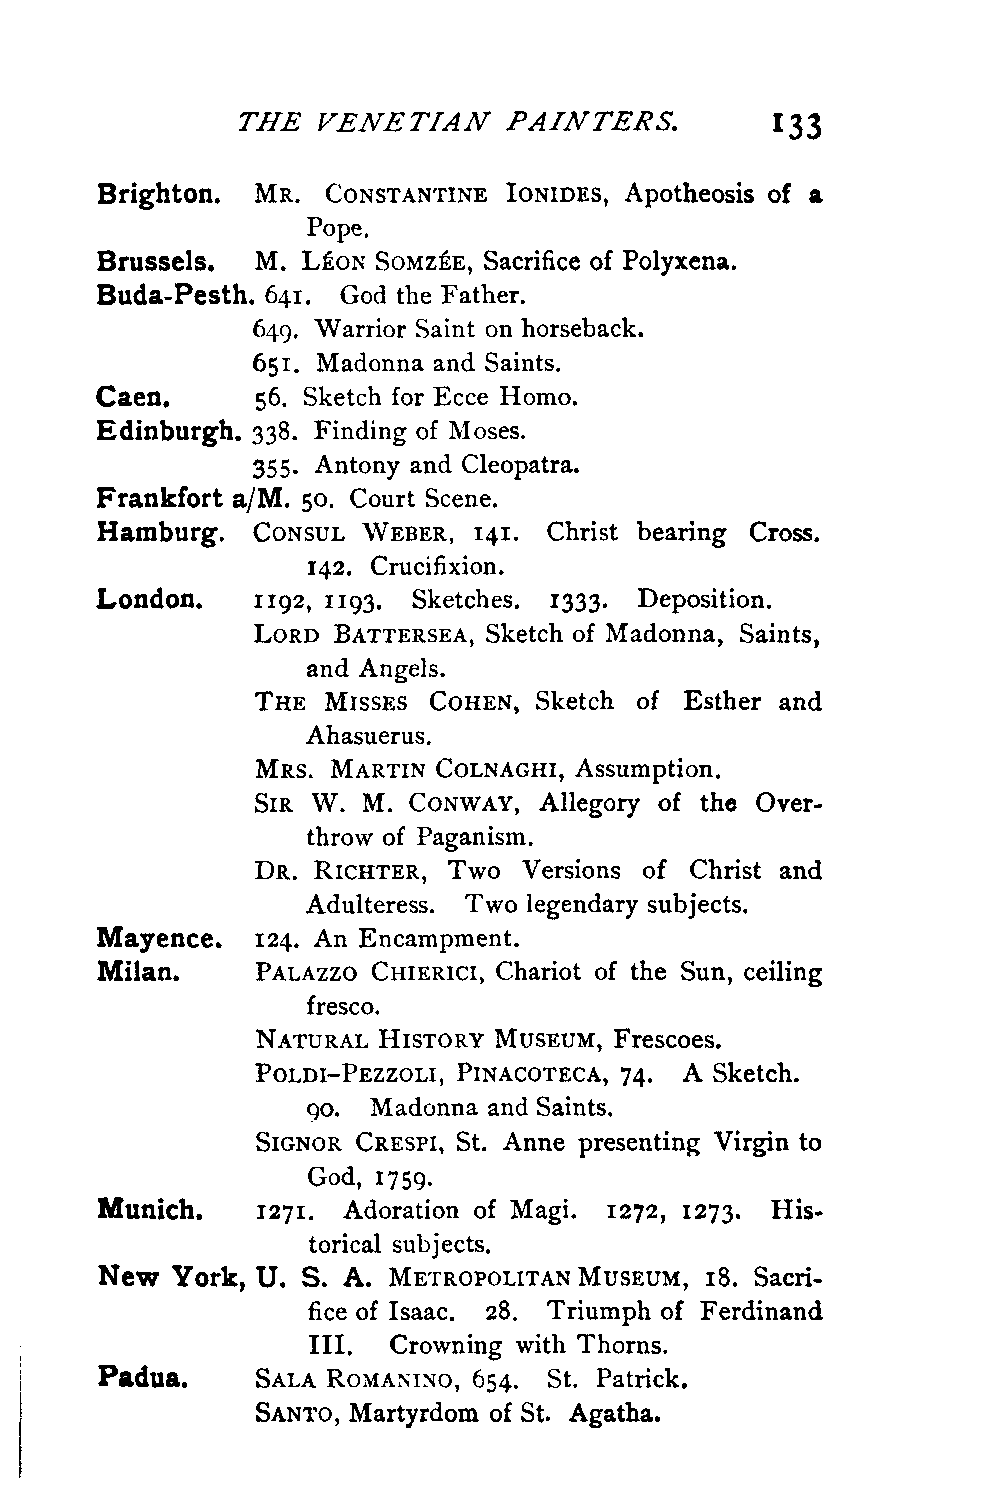 THE VENETIAN PAINTERS. 133
Brighton. MR. CONSTANTINE IONIDES, Apotheosis of a
Pope.
Brussels. M. LÉON SOMZÉE, Sacrifice of Polyxena.
Buda-Pesth. 641. God the Father.
649. Warrior Saint on horseback.
651. Madonna and Saints.
Caen. 56. Sketch for Ecce Homo.
Edinburgh. 338. Finding of Moses.
355. Antony and Cleopatra.
Frankfort a/M. 50. Court Scene.
Hamburg. CONSUL WEBER, 141. Christ bearing Cross.
142. Crucifixion.
London. 1192, 1193. Sketches. 1333. Deposition.
LORD BATTERSEA, Sketch of Madonna, Saints,
and Angels.
THE MISSES COHEN, Sketch of Esther and
Ahasuerus.
MRS. MARTIN COLNAGHI, Assumption.
SIR W. M. CONWAY, Allegory of the Over-
throw of Paganism.
DR. RICHTER, Two Versions of Christ and
Adulteress. Two legendary subjects.
Mayence. 124. An Encampment.
Milan. PALAZZO CHIERICI, Chariot of the Sun, ceiling
fresco.
NATURAL HISTORY MUSEUM, Frescoes.
POLDI-PEZZOLI, PINACOTECA, 74. A Sketch.
90. Madonna and Saints.
SIGNOR CRESPI, St. Anne presenting Virgin to
God, 1759.
Munich. 1271. Adoration of Magi. 1272, 1273. His-
torical subjects.
New York, U. S. A. METROPOLITAN MUSEUM, 18. Sacri-
fice of Isaac. 28. Triumph of Ferdinand
III. Crowning with Thorns.
Padua. SALA ROMANINO, 654. St. Patrick.
SANTO, Martyrdom of St. Agatha.